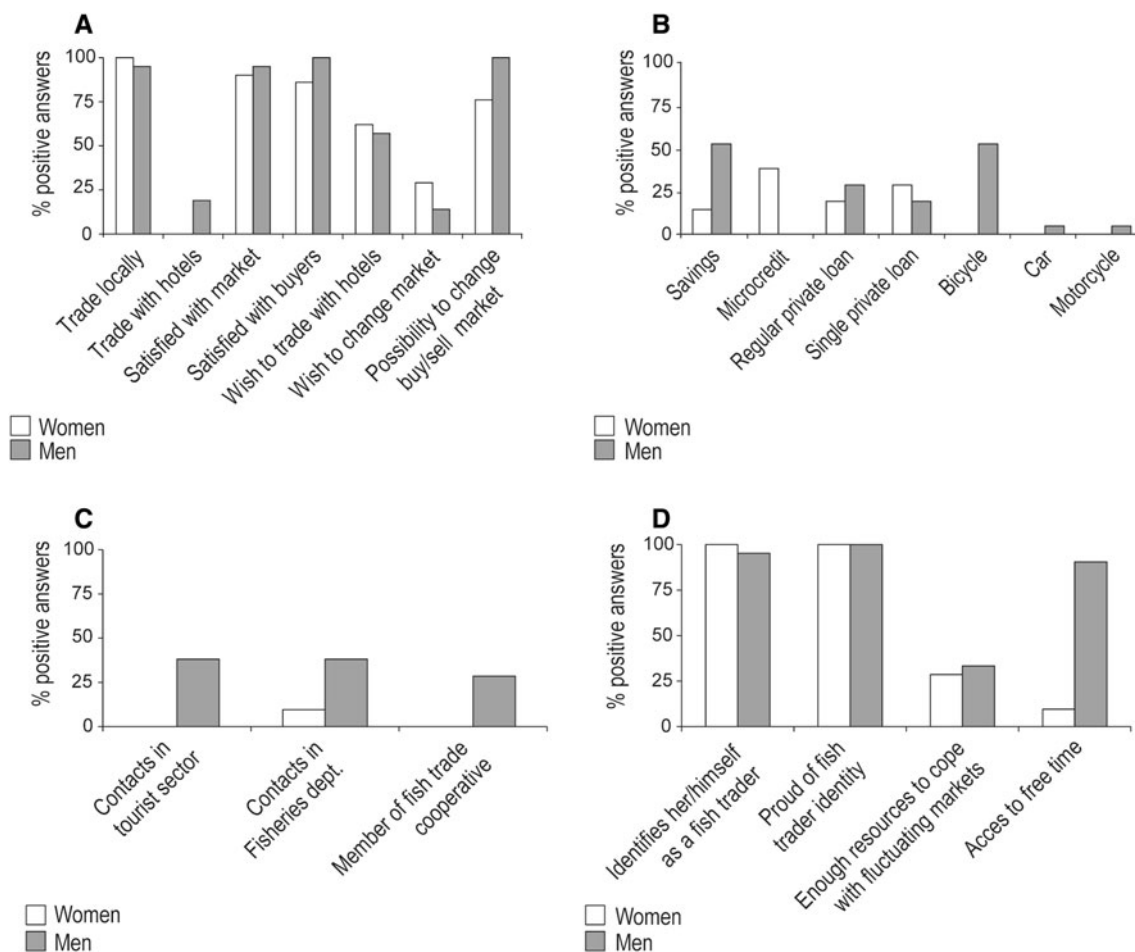 A
% positive answers
100
75
50
25
0
Trade locally
Trade with hotels
Satisfied with market
Satisfied with buyers
Wish to trade with hotels
Wish to change market
Possibility to change
buy/sell market
Women
Men
B
% positive answers
100
50
25
0
Savings
Microcredit
Regular private loan
Single private loan
Bicycle
Car
Motorcycle
Women
Men
C
% positive answers
100
75
50
25
0
Contacts in
tourist sector
Contacts in
Fisheries dept.
Member of fish trade
cooperative
Women
Men
D
% positive answers
100
75
50
25
0
Identifies her/himself
as a fish trader
Proud of fish
trader identity
Enough resources to cope
with fluctuating markets
Acces to free time
Women
Men